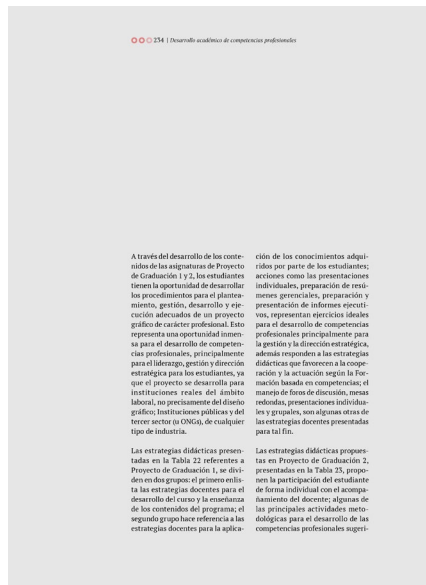 234 | Desarrollo académico de competencias profesionales
A través del desarrollo de los conte-
nidos de las asignaturas de Proyecto
de Graduación 1 y 2, los estudiantes
tienen la oportunidad de desarrollar
los procedimientos para el plantea-
miento, gestión, desarrollo y eje-
cución adecuados de un proyecto
gráfico de carácter profesional. Esto
representa una oportunidad inmen-
sa para el desarrollo de competen-
cias profesionales, principalmente
para el liderazgo, gestión y dirección
estratégica para los estudiantes, ya
que el proyecto se desarrolla para
instituciones reales del ámbito
laboral, no precisamente del diseño
gráfico; Instituciones públicas y del
tercer sector (u ONGs), de cualquier
tipo de industria.
Las estrategias didácticas presen-
tadas en la Tabla 22 referentes a
Proyecto de Graduación 1, se divi-
den en dos grupos: el primero enlis-
ta las estrategias docentes para el
desarrollo del curso y la enseñanza
de los contenidos del programa; el
segundo grupo hace referencia a las
estrategias docentes para la aplica-
ción de los conocimientos adqui-
ridos por parte de los estudiantes;
acciones como las presentaciones
individuales, preparación de resú-
menes gerenciales, preparación y
presentación de informes ejecuti-
vos, representan ejercicios ideales
para el desarrollo de competencias
profesionales principalmente para
la gestión y la dirección estratégica,
además responden a las estrategias
didácticas que favorecen a la coope-
ración y la actuación según la For-
mación basada en competencias; el
manejo de foros de discusión, mesas
redondas, presentaciones individua-
les y grupales, son algunas otras de
las estrategias docentes presentadas
para tal fin.
Las estrategias didácticas propues-
tas en Proyecto de Graduación 2,
presentadas en la Tabla 23, propo-
nen la participación del estudiante
de forma individual con el acompa-
ñamiento del docente; algunas de
las principales actividades meto-
dológicas para el desarrollo de las
competencias profesionales sugeri-